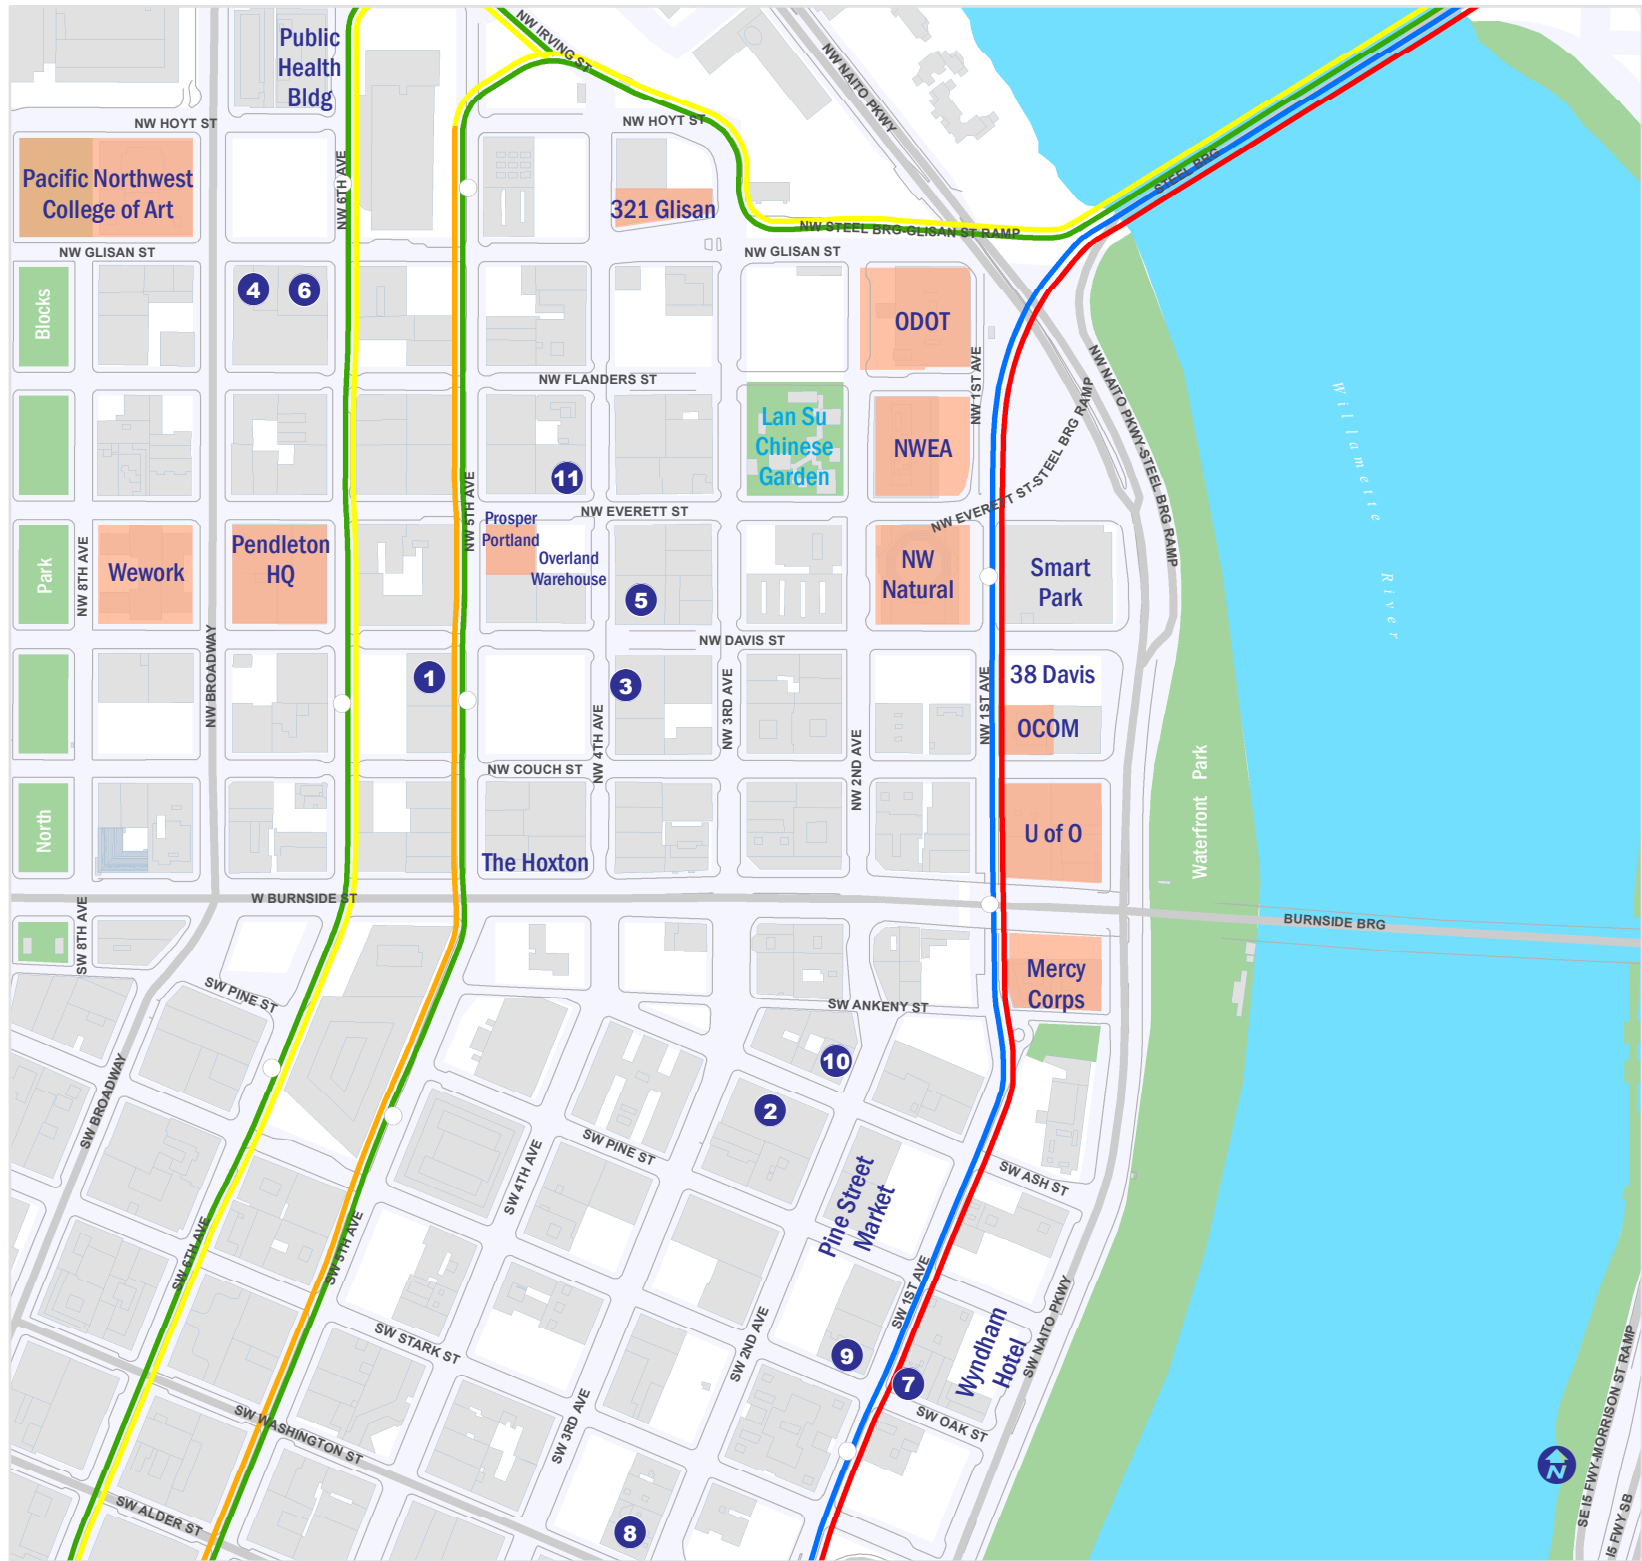 Public
Health
Bldg
NW IRVING ST
NW NAITO PKWY
NW HOYT ST
NW HOYT ST
NW 6TH AVE
STEEL BRG
Pacific Northwest
College of Art
321 Glisan
NW STEEL BRG-GLISAN ST RAMP
NW GLISAN ST
NW GLISAN ST
Blocks
4
6
ODOT
NW 1ST AVE
NW NAITO PKWY-STEEL BRG RAMP
NW FLANDERS ST
Lan Su
Chinese
Garden
NWEA
NW EVERETT ST-STEEL BRG RAMP
Willamette River
11
NW 5TH AVE
NW EVERETT ST
Prosper
Portland
Overland
Warehouse
Park
NW 8TH AVE
Wework
Pendleton
HQ
NW
Natural
Smart
Park
5
NW DAVIS ST
NW BROADWAY
1
3
NW 4TH AVE
NW 3RD AVE
NW 2ND AVE
NW 1ST AVE
38 Davis
OCOM
NW COUCH ST
North
The Hoxton
U of O
Waterfront Park
W BURNSIDE ST
BURNSIDE BRG
SW 8TH AVE
SW PINE ST
Mercy
Corps
SW ANKENY ST
10
2
SW BROADWAY
SW PINE ST
SW 4TH AVE
Pine Street
Market
SW ASH ST
SW 6TH AVE
SW 5TH AVE
SW 1ST AVE
SW NAITO PKWY
Wyndham
Hotel
SW STARK ST
SW 2ND AVE
9
7
SW OAK ST
SW WASHINGTON ST
SW 3RD AVE
SW ALDER ST
8
N
SE I5 FWY-MORRISON ST RAMP
I5 FWY SB